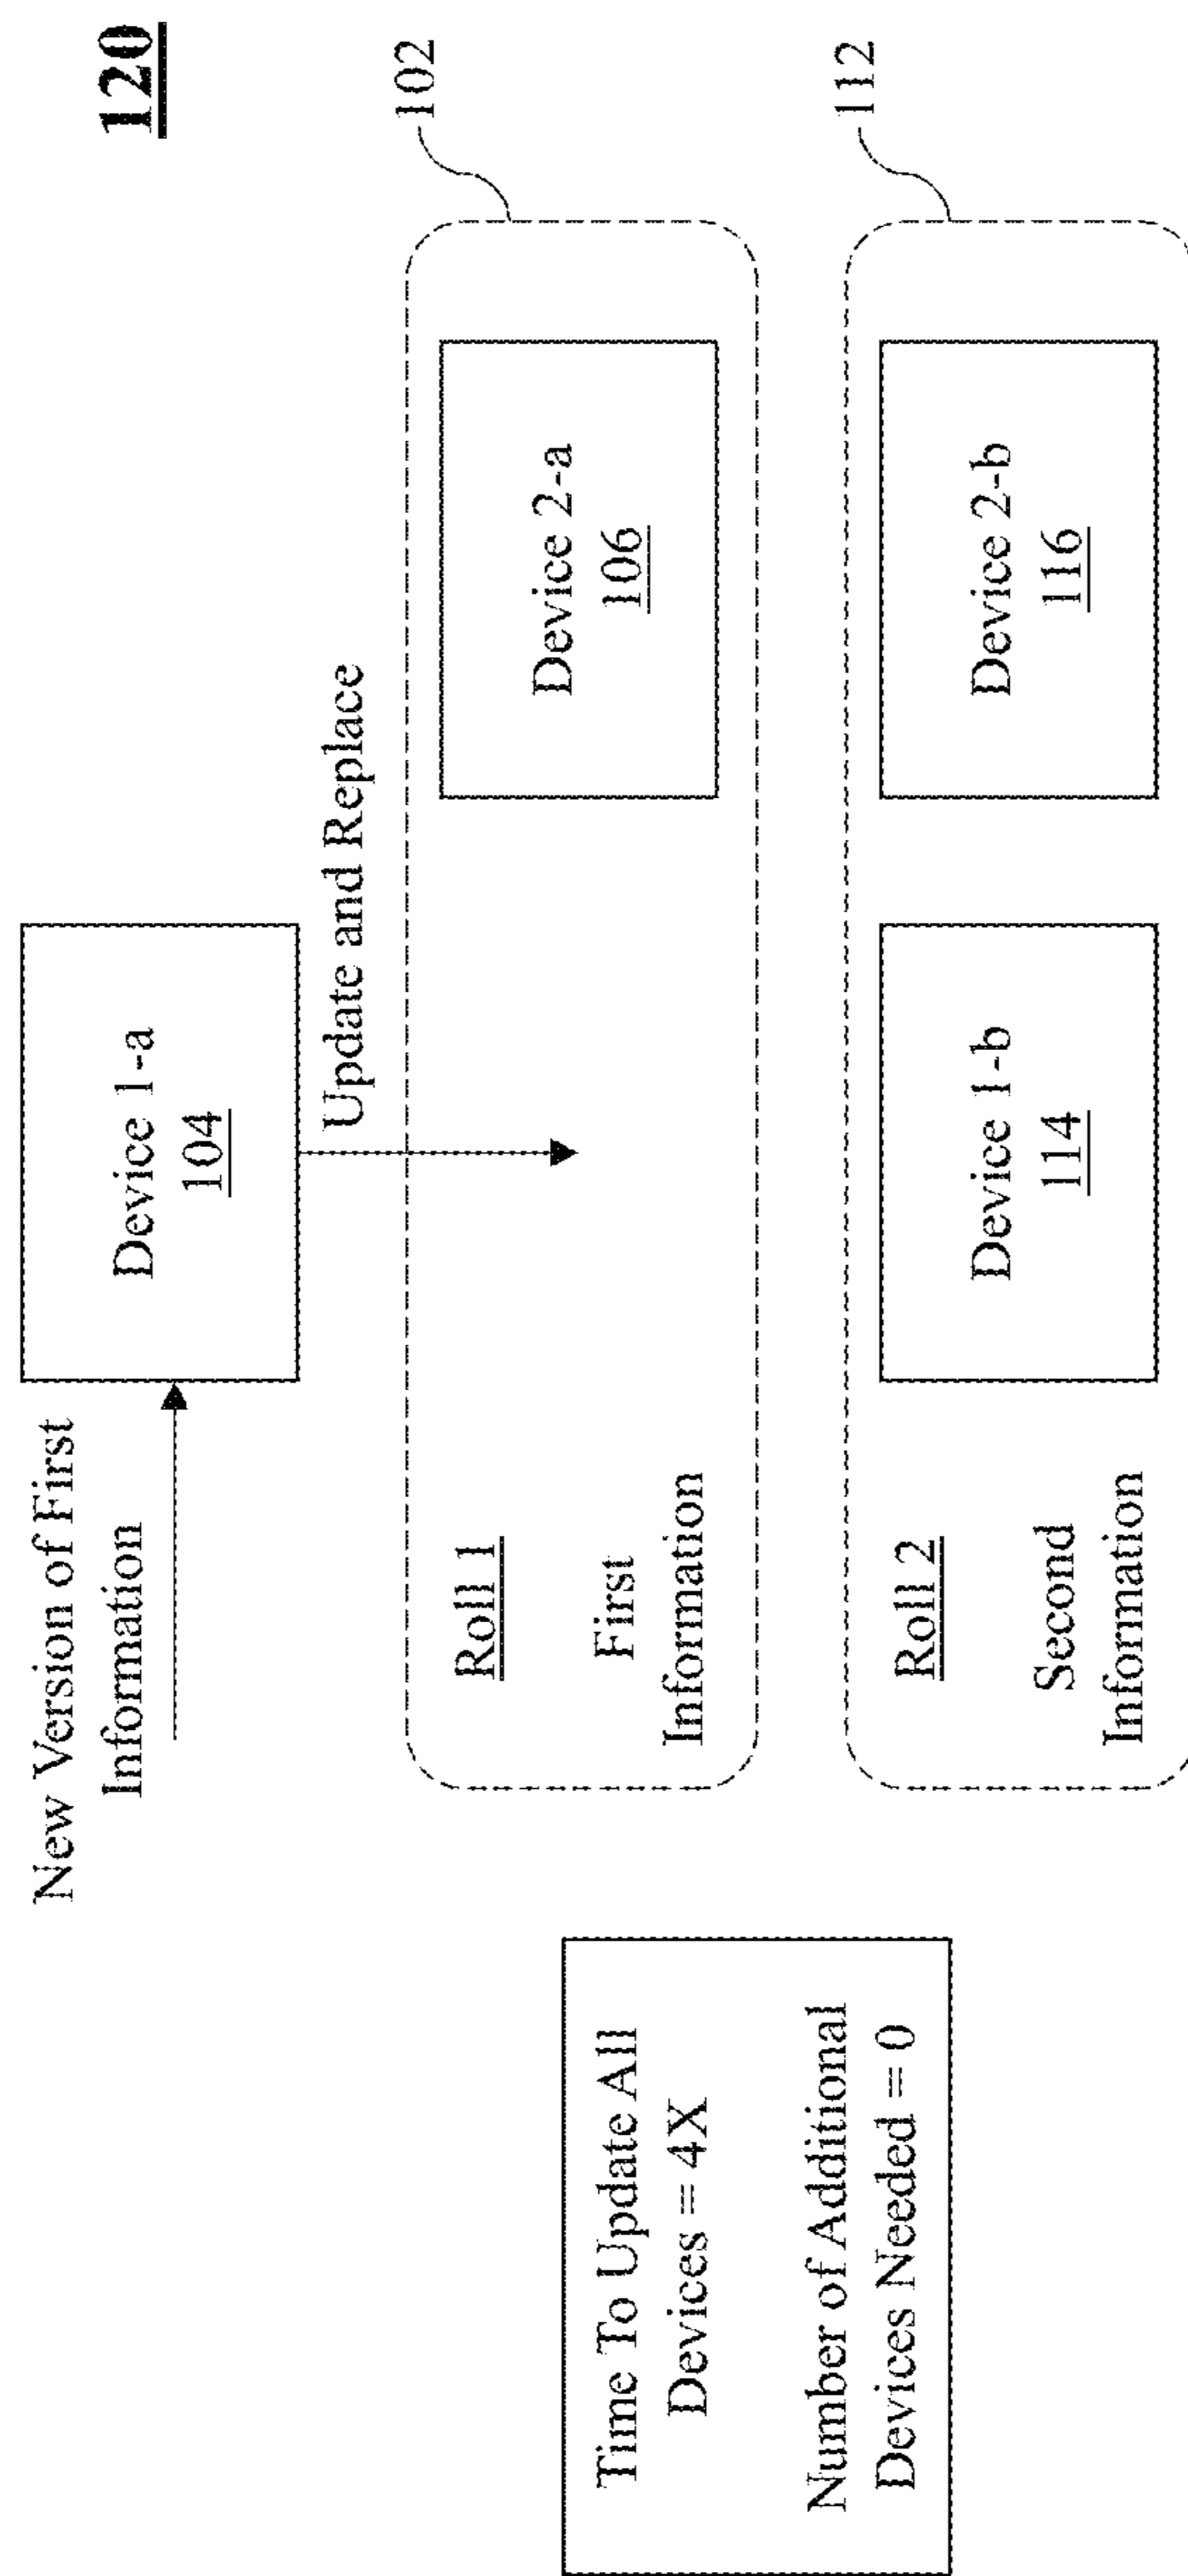 120
New Version of First
Information
Device 1-a
104
Update and Replace
102
Roll 1
First
Information
Device 2-a
106
112
Roll 2
Second
Information
Device 1-b
114
Device 2-b
116
Time To Update All
Devices = 4X
Number of Additional
Devices Needed = 0